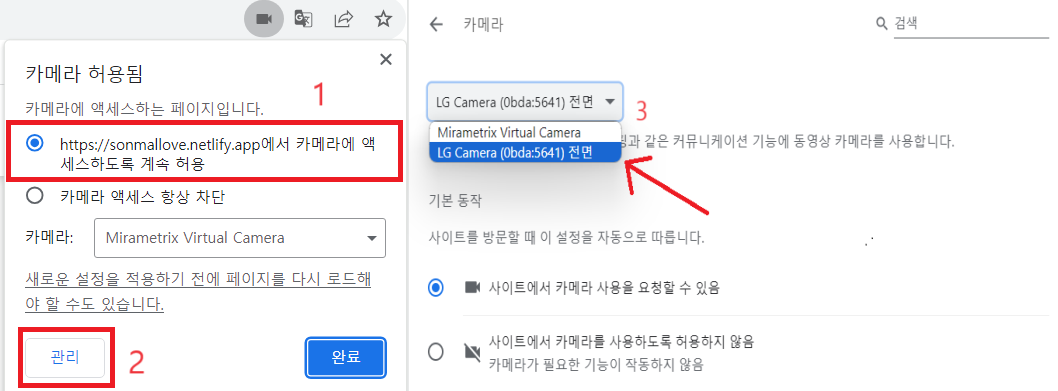 카메라 허용됨
카메라에 액세스하는 페이지입니다.
1
https://sonmallove.netlify.app에서 카메라에 액
세스하도록 계속 허용
카메라 액세스 항상 차단
카메라:
Mirametrix Virtual Camera
새로운 설정을 적용하기 전에 페이지를 다시 로드해
야 할 수도 있습니다.
관리
2
완료
카메라
검색
LG Camera (0bda:5641) 전면
3
Mirametrix Virtual Camera
LG Camera (0bda:5641) 전면
같은 커뮤니케이션 기능에 동영상 카메라를 사용합니다.
기본 동작
사이트를 방문할 때 이 설정을 자동으로 따릅니다.
사이트에서 카메라 사용을 요청할 수 있음
사이트에서 카메라를 사용하도록 허용하지 않음
카메라가 필요한 기능이 작동하지 않음